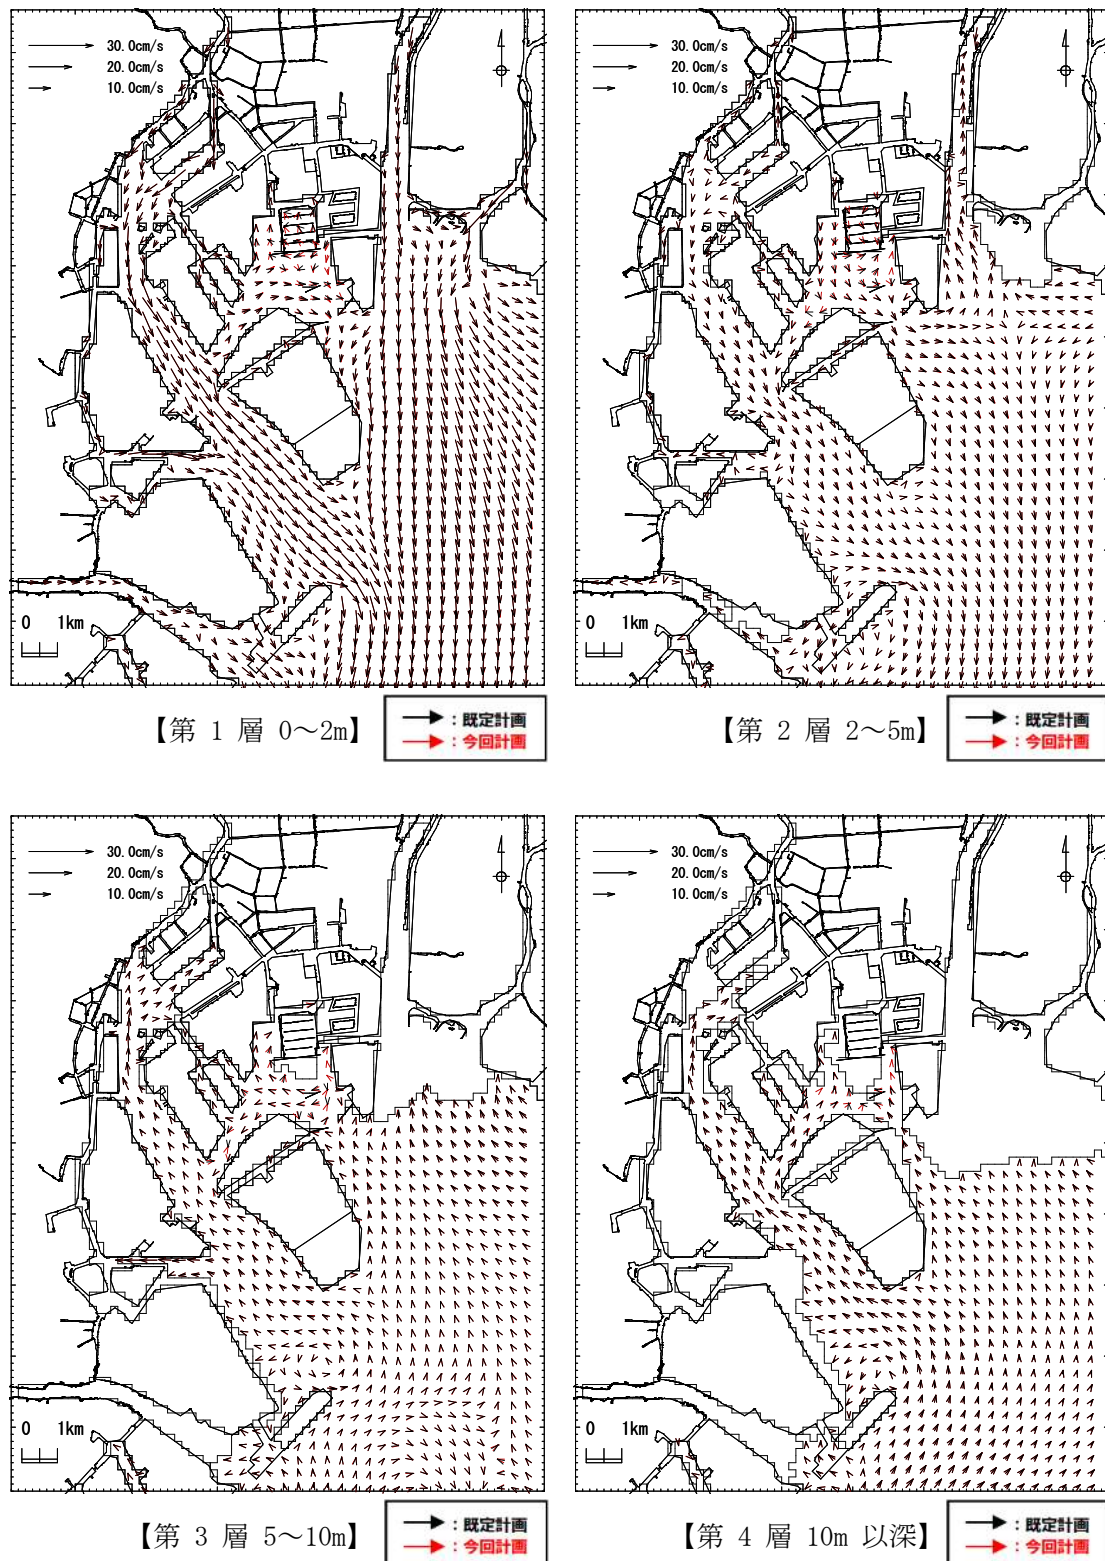 30.0cm/s
20.0cm/s
10.0cm/s
0 1km
【第 1 層 0～2m】
：既定計画
：今回計画
30.0cm/s
20.0cm/s
10.0cm/s
0 1km
【第 2 層 2～5m】
：既定計画
：今回計画
30.0cm/s
20.0cm/s
10.0cm/s
0 1km
【第 3 層 5～10m】
：既定計画
：今回計画
30.0cm/s
20.0cm/s
10.0cm/s
0 1km
【第 4 層 10m 以深】
：既定計画
：今回計画